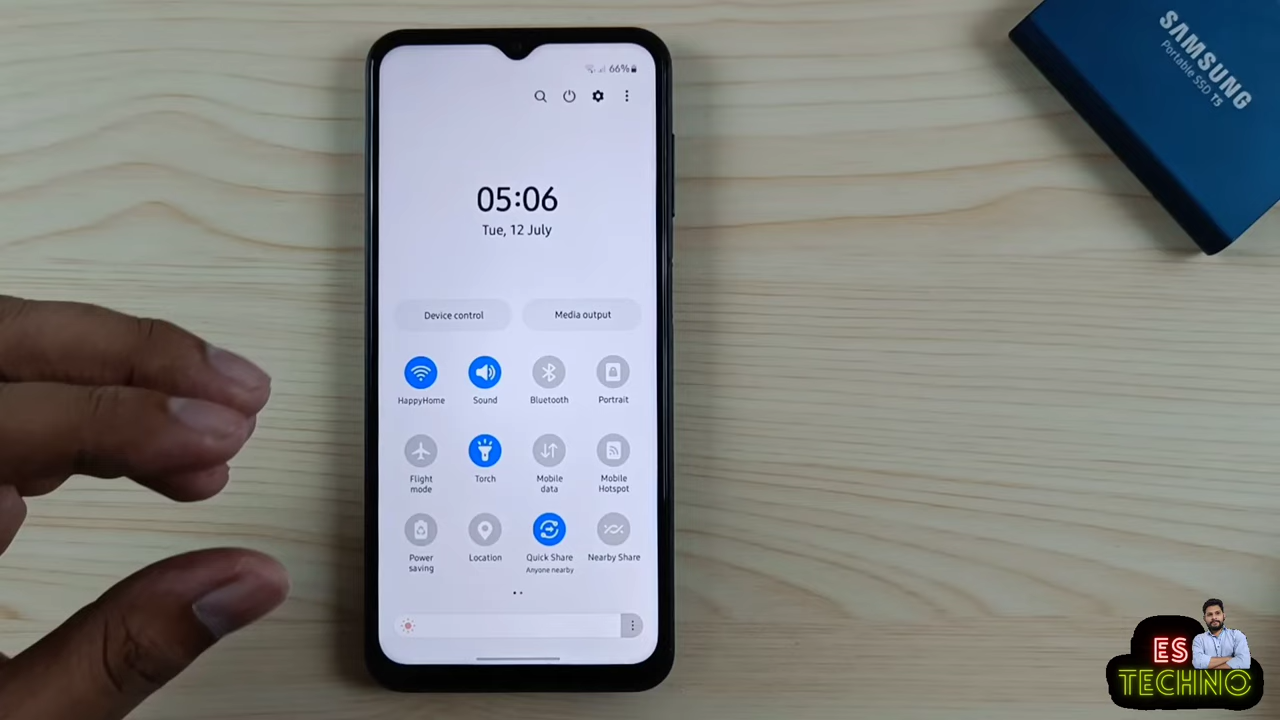 66%
05:06
Tue, 12 July
Device control
Media output
HappyHome
Sound
Bluetooth
Portrait
Flight
mode
Torch
Mobile
data
Mobile
Hotspot
Power
saving
Location
Quick Share
Anyone nearby
Nearby Share
SAMSUNG
Portable SSD T5
ES
TECHNO